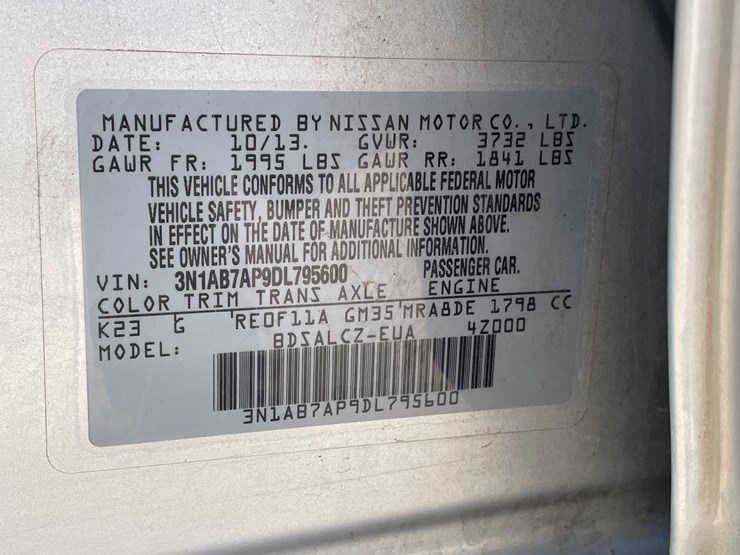 MANUFACTURED BY NISSAN MOTOR CO., LTD.
DATE: 10/13. GVWR: 3732 LBS
GAWR FR: 1995 LBS GAWR RR: 1841 LBS
THIS VEHICLE CONFORMS TO ALL APPLICABLE FEDERAL MOTOR
VEHICLE SAFETY, BUMPER AND THEFT PREVENTION STANDARDS
IN EFFECT ON THE DATE OF MANUFACTURE SHOWN ABOVE.
SEE OWNER'S MANUAL FOR ADDITIONAL INFORMATION.
VIN: 3N1AB7AP9DL795600 PASSENGER CAR.
COLOR TRIM TRANS AXLE ENGINE
K23 G RE0F11A GM35 MRA8DE 1798 CC
MODEL: BDSALCZ-EUA 4Z000
3N1AB7AP9DL795600